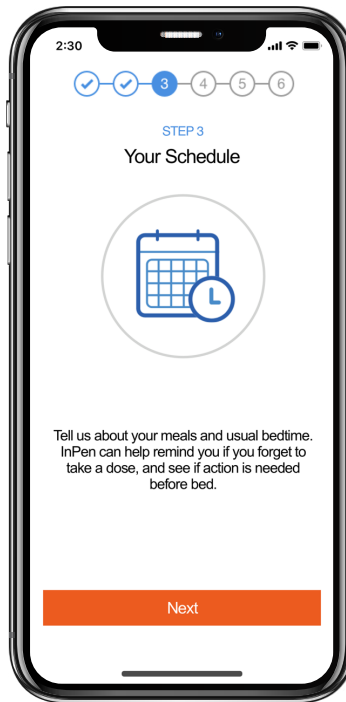 2:30
3 4 5 6
STEP 3
Your Schedule
Tell us about your meals and usual bedtime.
InPen can help remind you if you forget to
take a dose, and see if action is needed
before bed.
Next